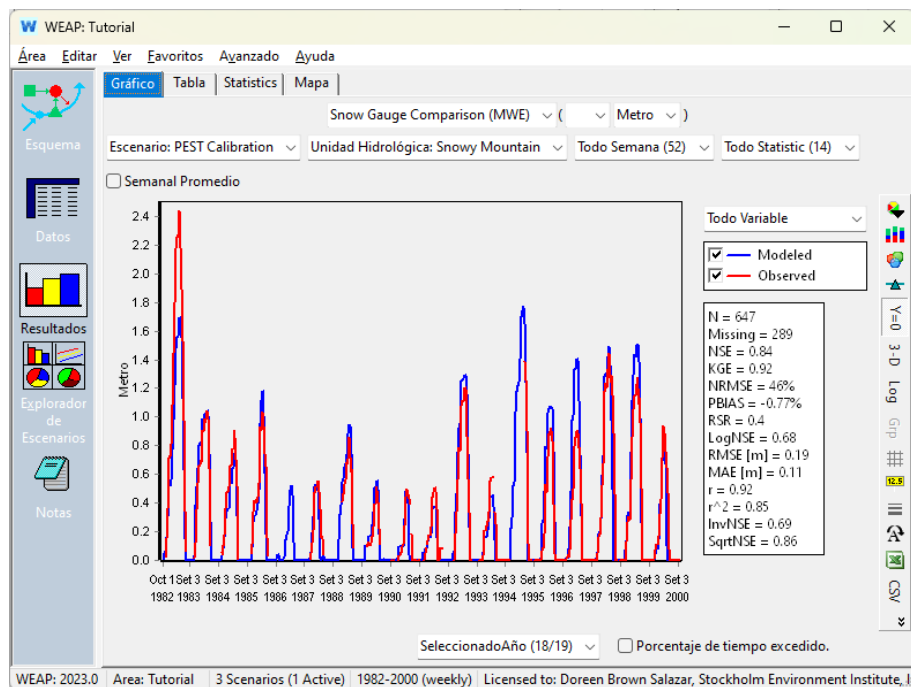 WEAP: Tutorial
Área Editar Ver Favoritos Avanzado Ayuda
Gráfico Tabla Statistics Mapa
Snow Gauge Comparison (MWE) ( Metro )
Escenario: PEST Calibration Unidad Hidrológica: Snowy Mountain Todo Semana (52) Todo Statistic (14)
Semanal Promedio
Esquema
Datos
Resultados
Explorador
de
Escenarios
Notas
Metro
2.4
2.2
2.0
1.8
1.6
1.4
1.2
1.0
0.8
0.6
0.4
0.2
0.0
Oct 1 Set 3 Set 3 Set 3 Set 3 Set 3 Set 3 Set 3 Set 3 Set 3 Set 3 Set 3 Set 3 Set 3 Set 3 Set 3 Set 3 Set 3 Set 3
1982 1983 1984 1985 1986 1987 1988 1989 1990 1991 1992 1993 1994 1995 1996 1997 1998 1999 2000
Todo Variable
Modeled
Observed
N = 647
Missing = 289
NSE = 0.84
KGE = 0.92
NRMSE = 46%
PBIAS = -0.77%
RSR = 0.4
LogNSE = 0.68
RMSE [m] = 0.19
MAE [m] = 0.11
r = 0.92
r^2 = 0.85
InvNSE = 0.69
SqrtNSE = 0.86
Y=0
3-D
Log
Grp
12.5
CSV
SeleccionadoAño (18/19) Porcentaje de tiempo excedido.
WEAP: 2023.0 Area: Tutorial 3 Scenarios (1 Active) 1982-2000 (weekly) Licensed to: Doreen Brown Salazar, Stockholm Environment Institute,